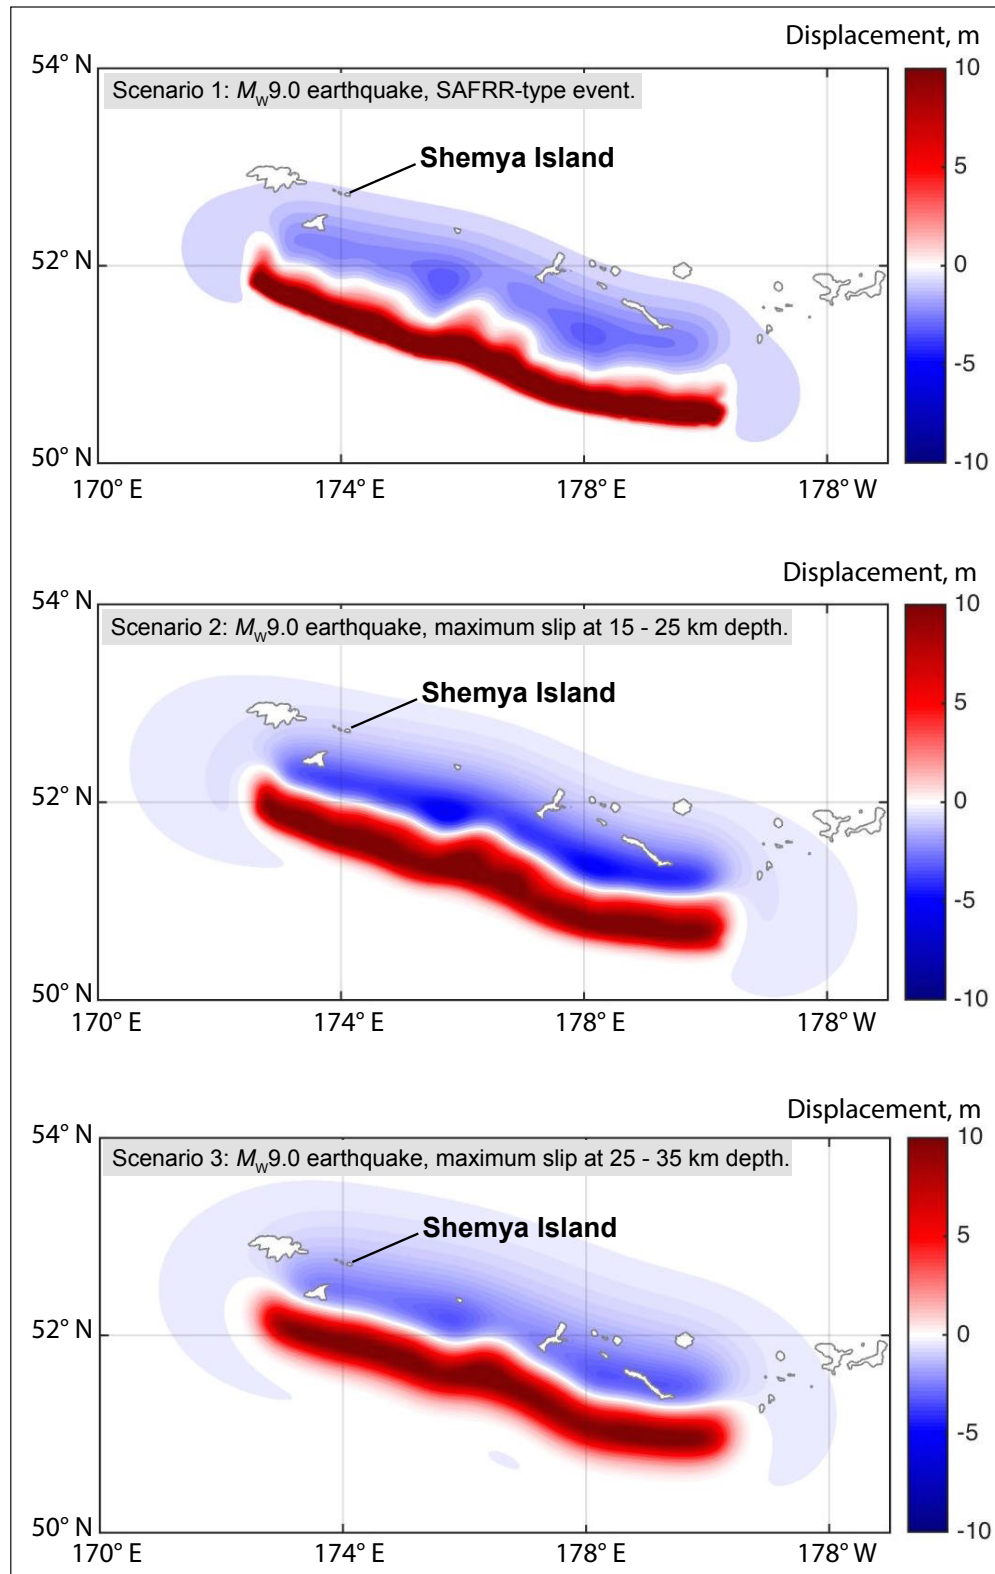 Displacement, m
54° N
Scenario 1: Mw9.0 earthquake, SAFRR-type event.
10
Shemya Island
5
52° N
0
-5
50° N
-10
170° E 174° E 178° E 178° W
Displacement, m
54° N
Scenario 2: Mw9.0 earthquake, maximum slip at 15 - 25 km depth.
10
Shemya Island
5
52° N
0
-5
50° N
-10
170° E 174° E 178° E 178° W
Displacement, m
54° N
Scenario 3: Mw9.0 earthquake, maximum slip at 25 - 35 km depth.
10
Shemya Island
5
52° N
0
-5
50° N
-10
170° E 174° E 178° E 178° W